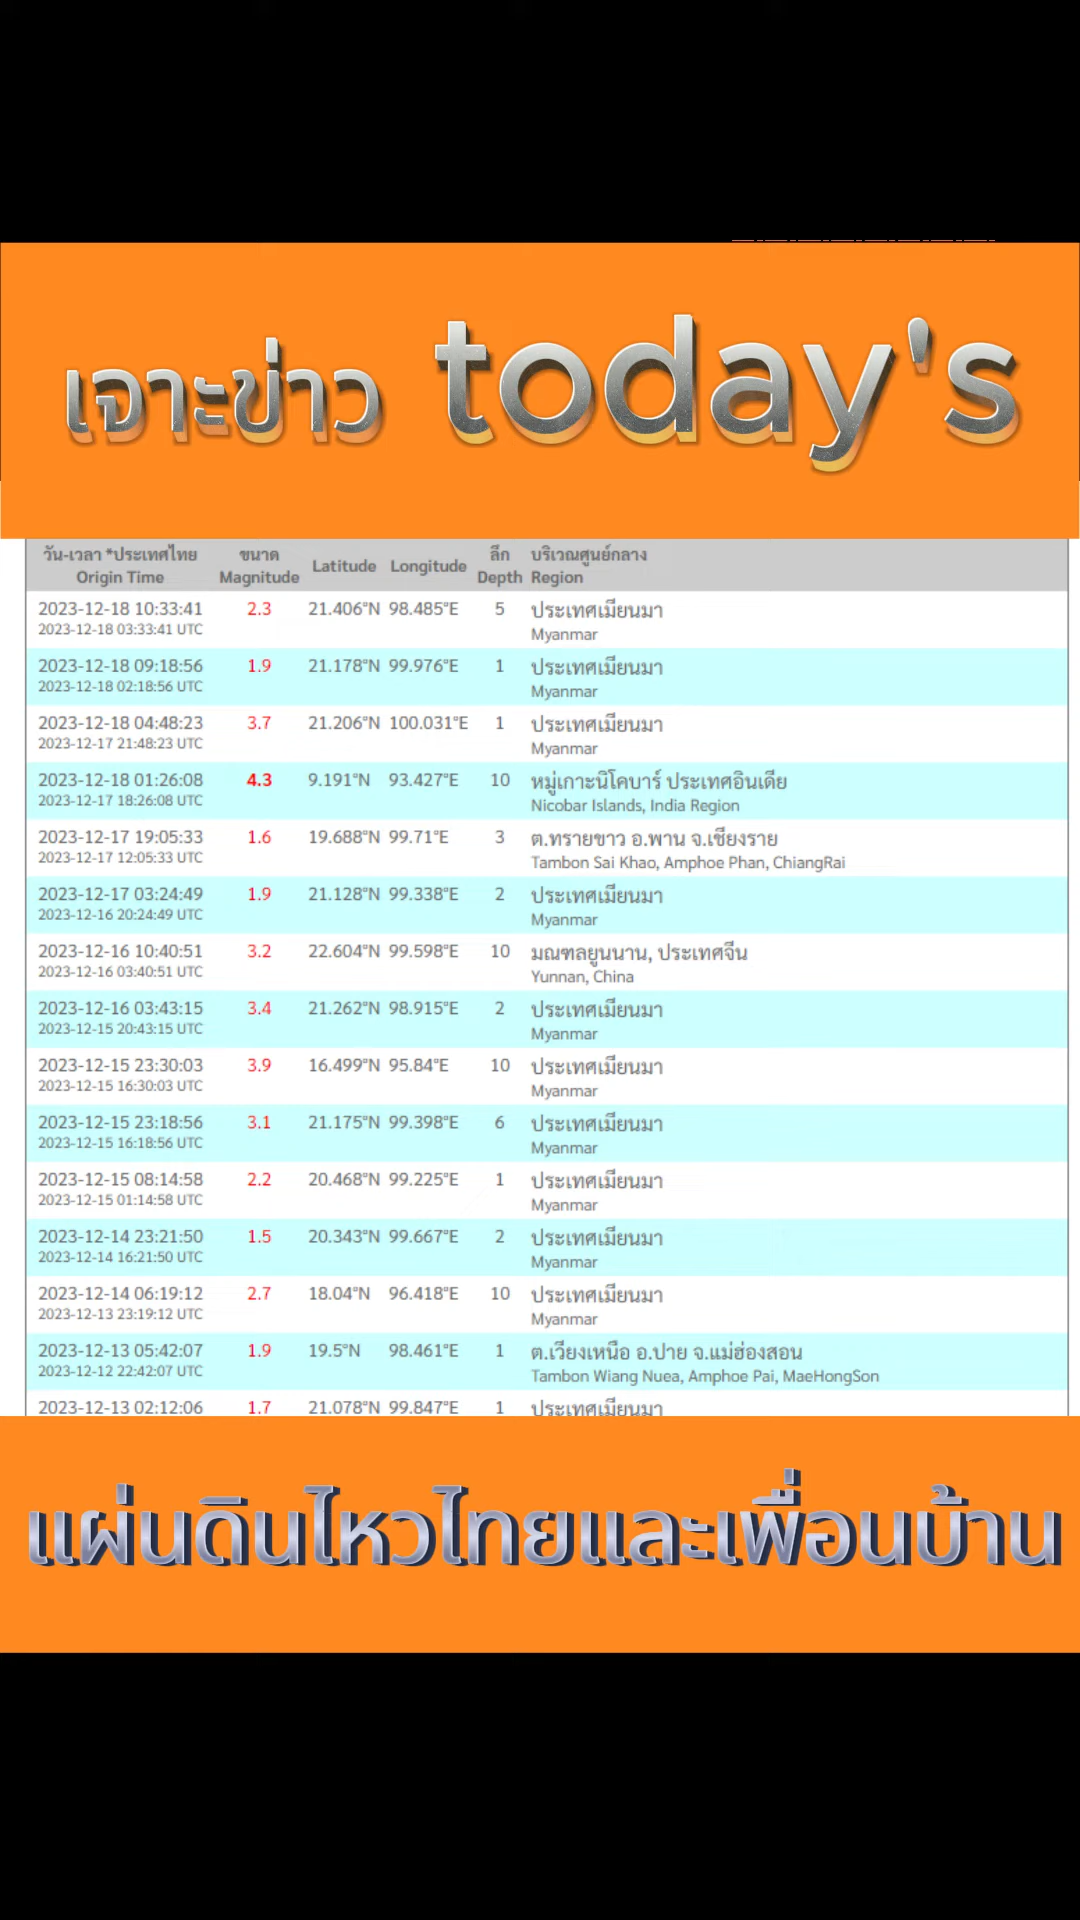 เจาะข่าว today's
วัน-เวลา *ประเทศไทย ขนาด Latitude Longitude ลึก บริเวณศูนย์กลาง
Origin Time Magnitude Depth Region
2023-12-18 10:33:41 2.3 21.406°N 98.485°E 5 ประเทศเมียนมา
2023-12-18 03:33:41 UTC Myanmar
2023-12-18 09:18:56 1.9 21.178°N 99.976°E 1 ประเทศเมียนมา
2023-12-18 02:18:56 UTC Myanmar
2023-12-18 04:48:23 3.7 21.206°N 100.031°E 1 ประเทศเมียนมา
2023-12-17 21:48:23 UTC Myanmar
2023-12-18 01:26:08 4.3 9.191°N 93.427°E 10 หมู่เกาะนิโคบาร์ ประเทศอินเดีย
2023-12-17 18:26:08 UTC Nicobar Islands, India Region
2023-12-17 19:05:33 1.6 19.688°N 99.71°E 3 ต.ทรายขาว อ.พาน จ.เชียงราย
2023-12-17 12:05:33 UTC Tambon Sai Khao, Amphoe Phan, ChiangRai
2023-12-17 03:24:49 1.9 21.128°N 99.338°E 2 ประเทศเมียนมา
2023-12-16 20:24:49 UTC Myanmar
2023-12-16 10:40:51 3.2 22.604°N 99.598°E 10 มณฑลยูนนาน, ประเทศจีน
2023-12-16 03:40:51 UTC Yunnan, China
2023-12-16 03:43:15 3.4 21.262°N 98.915°E 2 ประเทศเมียนมา
2023-12-15 20:43:15 UTC Myanmar
2023-12-15 23:30:03 3.9 16.499°N 95.84°E 10 ประเทศเมียนมา
2023-12-15 16:30:03 UTC Myanmar
2023-12-15 23:18:56 3.1 21.175°N 99.398°E 6 ประเทศเมียนมา
2023-12-15 16:18:56 UTC Myanmar
2023-12-15 08:14:58 2.2 20.468°N 99.225°E 1 ประเทศเมียนมา
2023-12-15 01:14:58 UTC Myanmar
2023-12-14 23:21:50 1.5 20.343°N 99.667°E 2 ประเทศเมียนมา
2023-12-14 16:21:50 UTC Myanmar
2023-12-14 06:19:12 2.7 18.04°N 96.418°E 10 ประเทศเมียนมา
2023-12-13 23:19:12 UTC Myanmar
2023-12-13 05:42:07 1.9 19.5°N 98.461°E 1 ต.เวียงเหนือ อ.ปาย จ.แม่ฮ่องสอน
2023-12-12 22:42:07 UTC Tambon Wiang Nuea, Amphoe Pai, MaeHongSon
2023-12-13 02:12:06 1.7 21.078°N 99.847°E 1 ประเทศเมียนมา
แผ่นดินไหวไทยและเพื่อนบ้าน